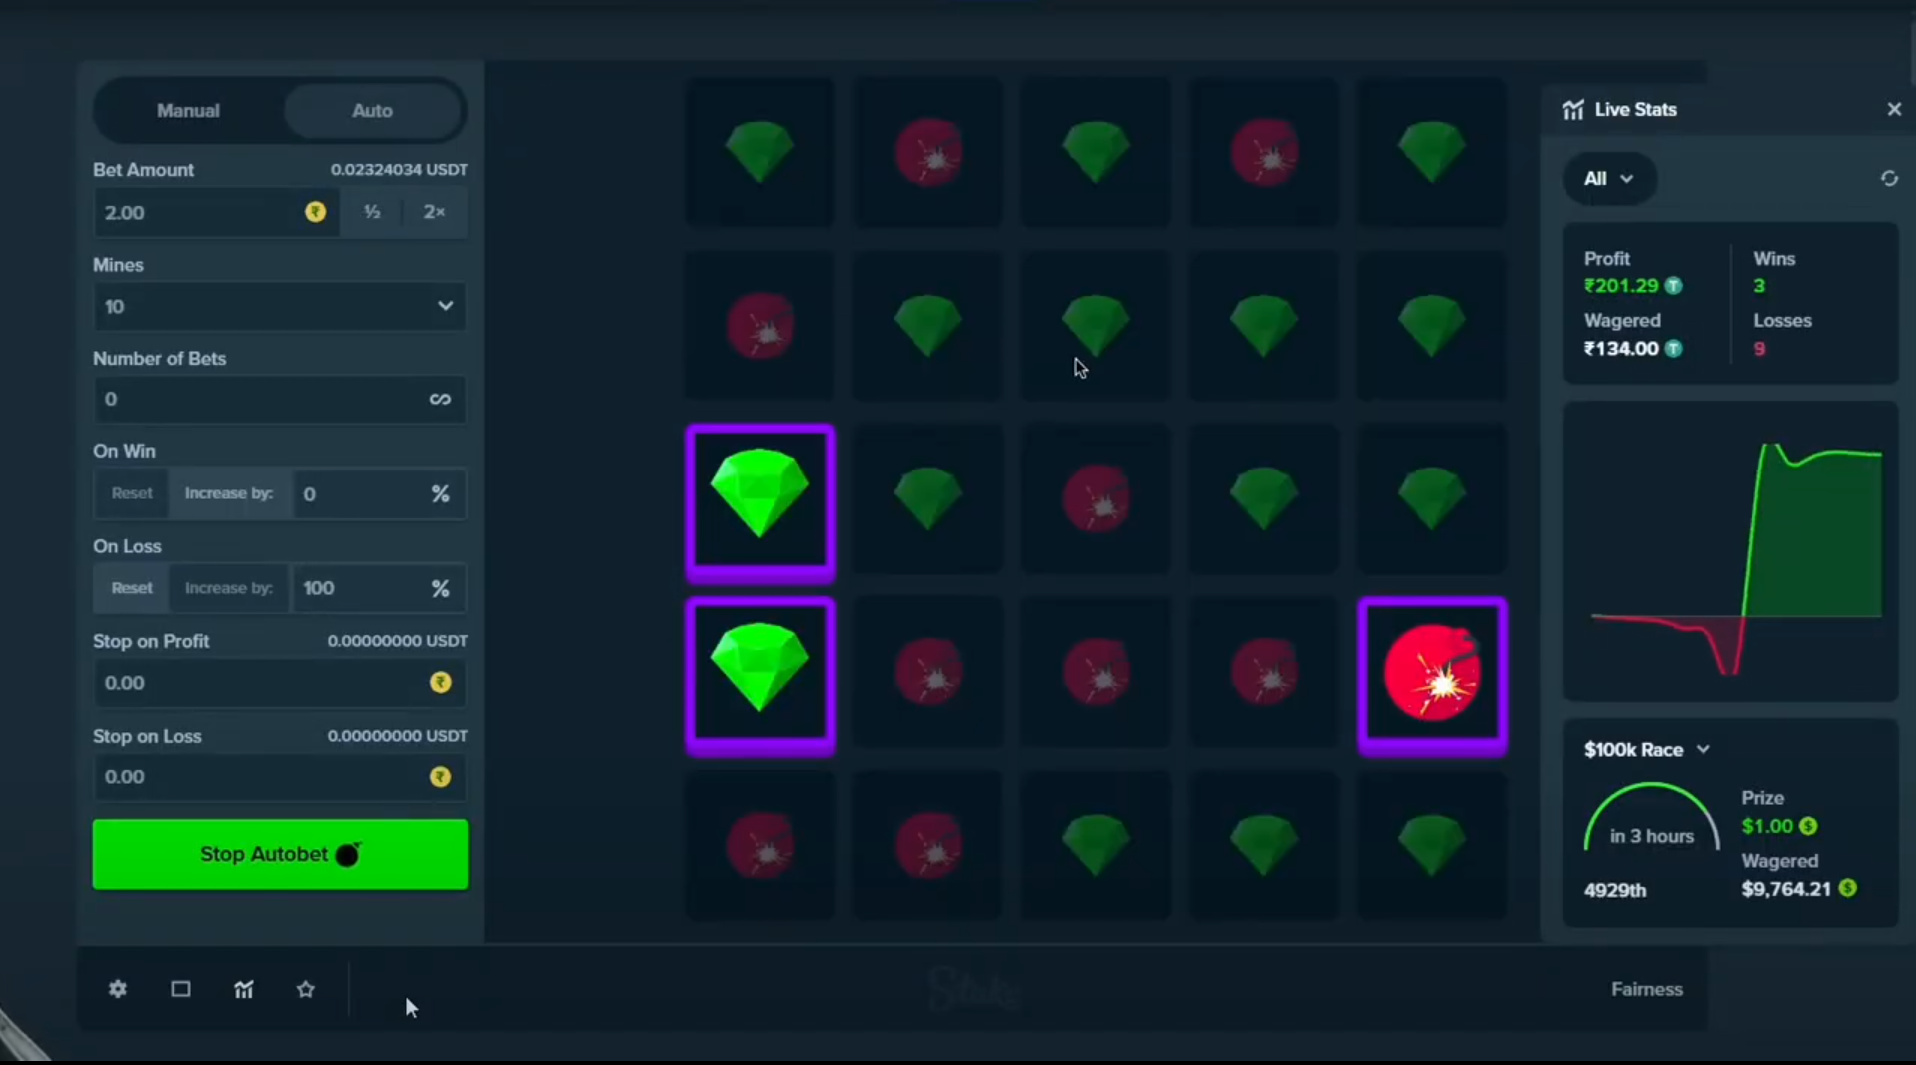 Manual Auto
Bet Amount 0.02324034 USDT
2.00 ₹ ½ 2×
Mines
10
Number of Bets
0 ∞
On Win
Reset Increase by: 0 %
On Loss
Reset Increase by: 100 %
Stop on Profit 0.00000000 USDT
0.00 ₹
Stop on Loss 0.00000000 USDT
0.00 ₹
Stop Autobet
Stake
Fairness
Live Stats
All
Profit Wins
₹201.29 T 3
Wagered Losses
₹134.00 T 9
$100k Race
in 3 hours
4929th
Prize
$1.00 $
Wagered
$9,764.21 $